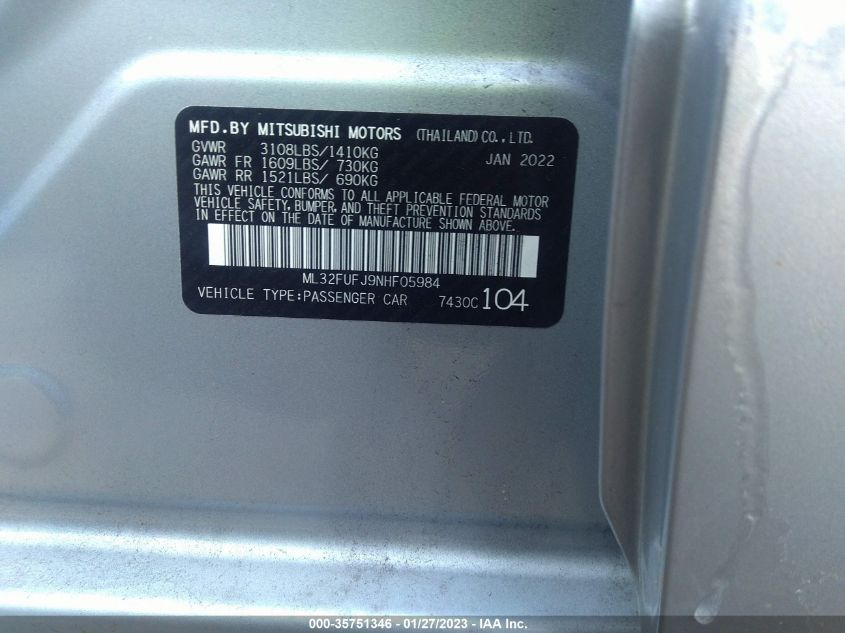 MFD.BY MITSUBISHI MOTORS (THAILAND) CO., LTD.
GVWR 3108LBS/1410KG JAN 2022
GAWR FR 1609LBS/ 730KG
GAWR RR 1521LBS/ 690KG
THIS VEHICLE CONFORMS TO ALL APPLICABLE FEDERAL MOTOR
VEHICLE SAFETY, BUMPER, AND THEFT PREVENTION STANDARDS
IN EFFECT ON THE DATE OF MANUFACTURE SHOWN ABOVE.
ML32FUFJ9NHF05984
VEHICLE TYPE:PASSENGER CAR 7430C 104
000-35751346 - 01/27/2023 - IAA Inc.